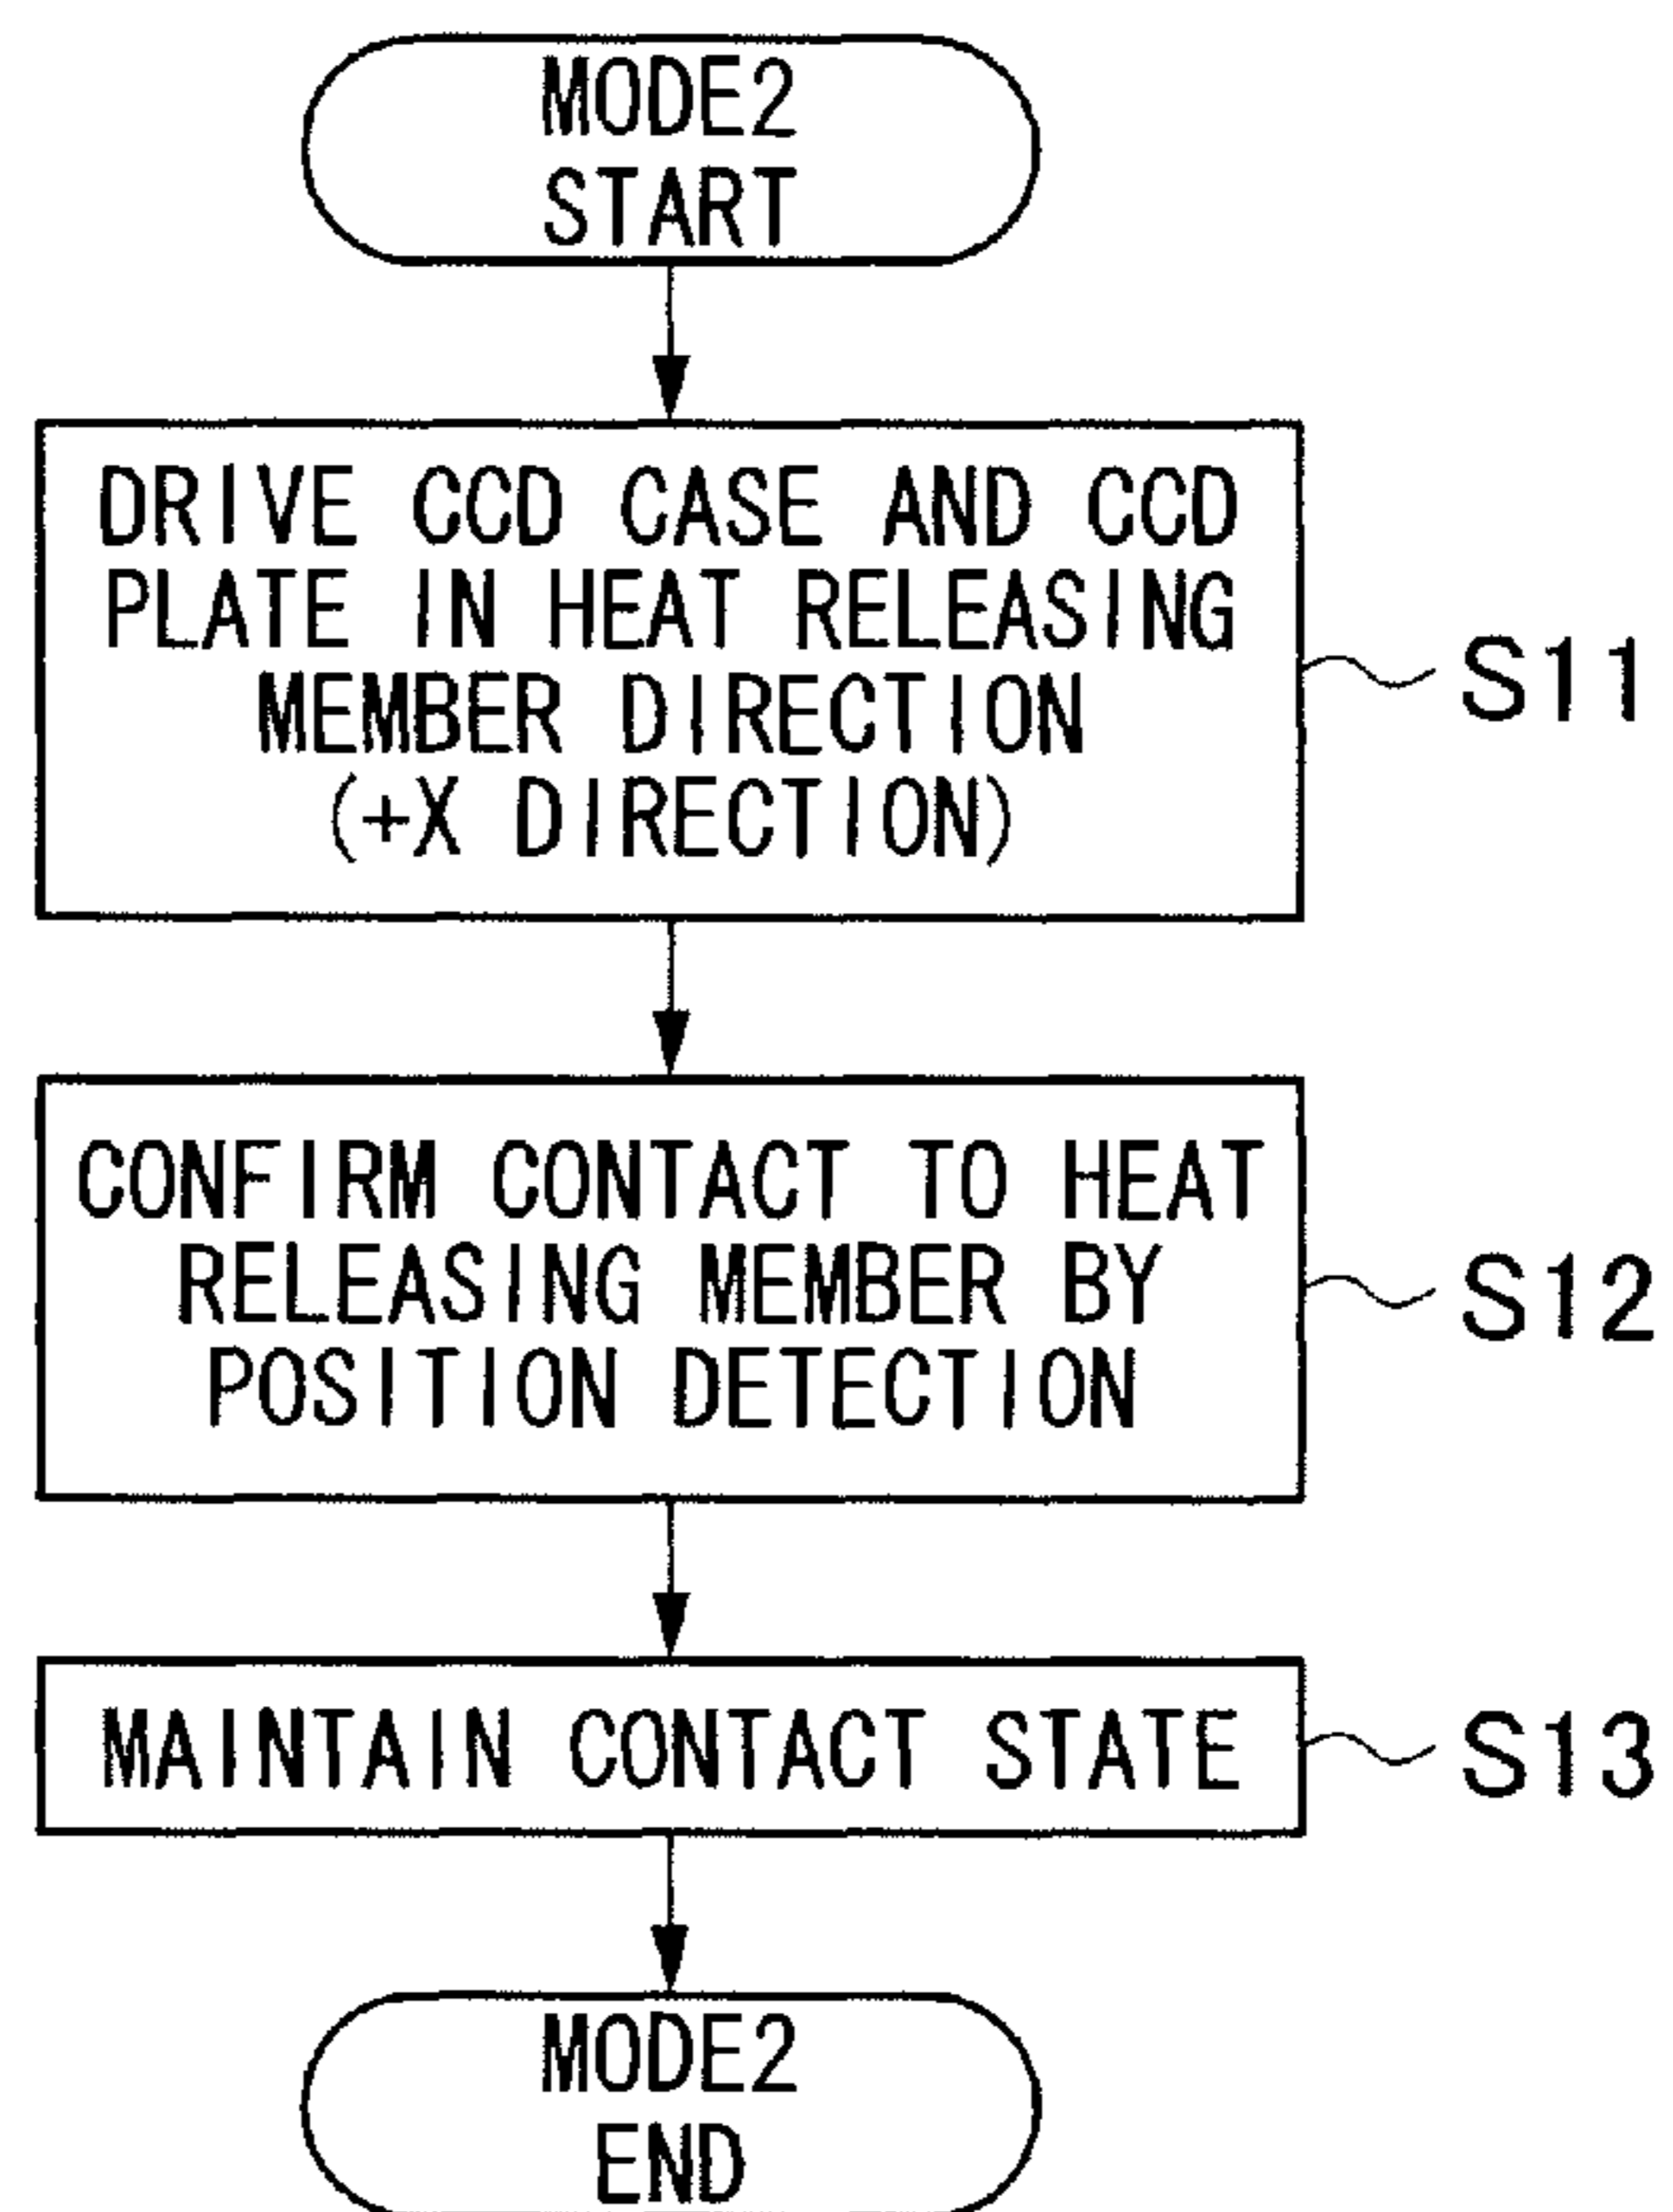 MODE2
START
DRIVE CCD CASE AND CCD
PLATE IN HEAT RELEASING
MEMBER DIRECTION
(+X DIRECTION)
S11
CONFIRM CONTACT TO HEAT
RELEASING MEMBER BY
POSITION DETECTION
S12
MAINTAIN CONTACT STATE
S13
MODE2
END